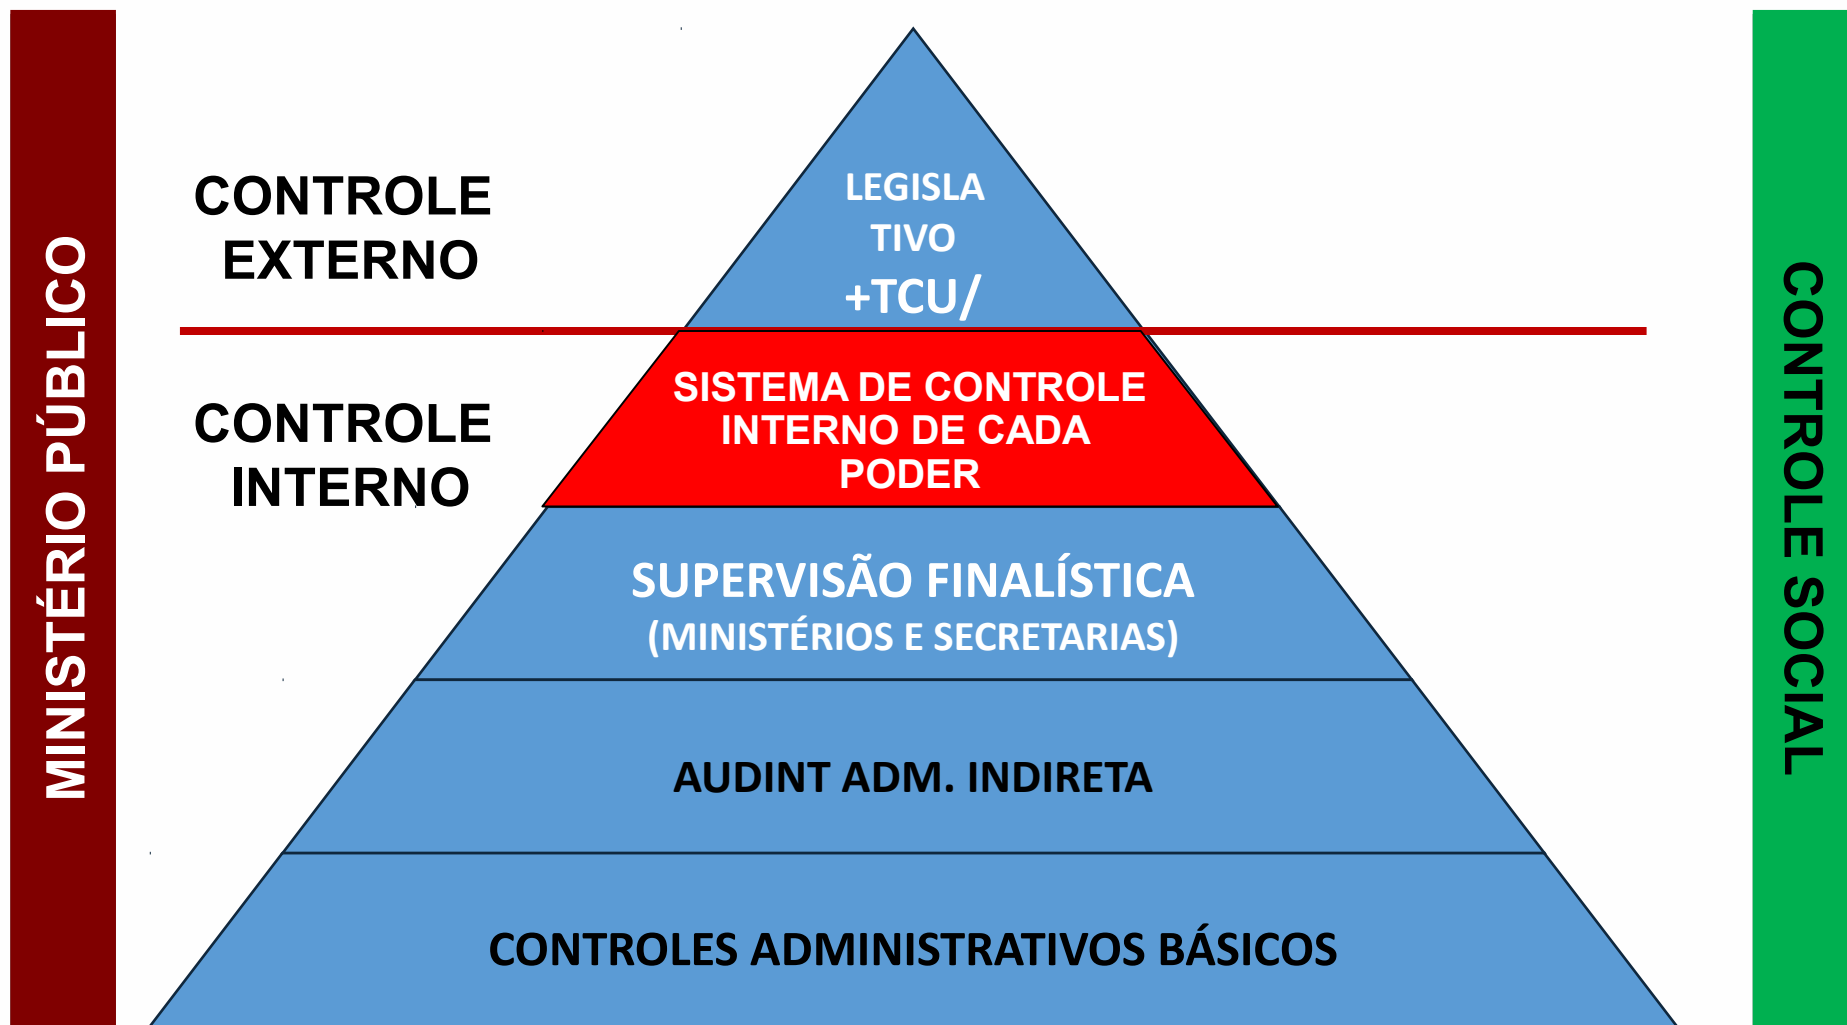 MINISTÉRIO PÚBLICO
CONTROLE
EXTERNO
LEGISLA
TIVO
+TCU/
CONTROLE
INTERNO
SISTEMA DE CONTROLE
INTERNO DE CADA
PODER
SUPERVISÃO FINALÍSTICA
(MINISTÉRIOS E SECRETARIAS)
AUDINT ADM. INDIRETA
CONTROLES ADMINISTRATIVOS BÁSICOS
CONTROLE SOCIAL